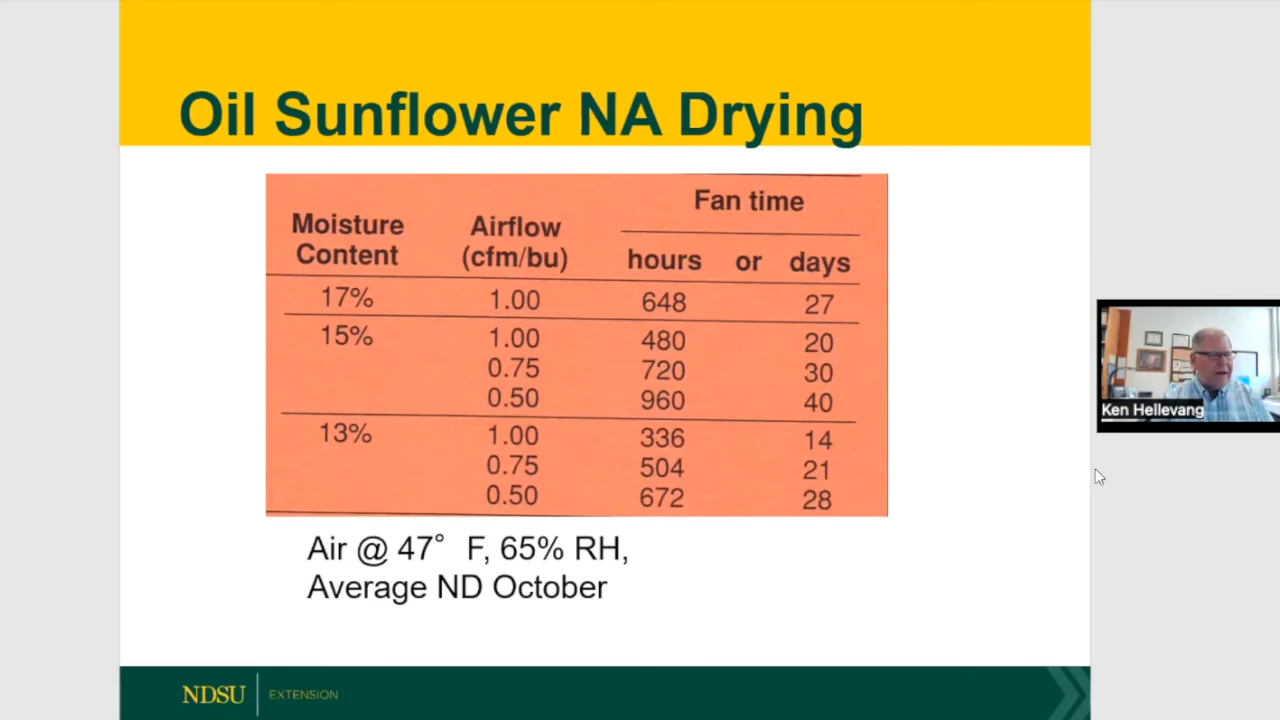 Oil Sunflower NA Drying
Fan time
Moisture Content
Airflow (cfm/bu)
hours or days
17% 1.00 648 27
15% 1.00 480 20
0.75 720 30
0.50 960 40
13% 1.00 336 14
0.75 504 21
0.50 672 28
Air @ 47° F, 65% RH,
Average ND October
Ken Hellevang
NDSU EXTENSION